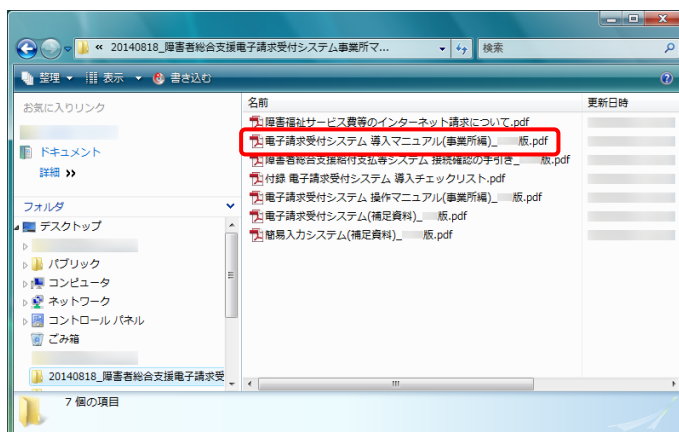 « 20140818_障害者総合支援電子請求受付システム事業所マ...
検索
整理 表示 書き込む
お気に入りリンク
ドキュメント
詳細 »
フォルダ
デスクトップ
パブリック
コンピュータ
ネットワーク
コントロール パネル
ごみ箱
20140818_障害者総合支援電子請求受
名前 更新日時
障害福祉サービス費等のインターネット請求について.pdf
電子請求受付システム 導入マニュアル(事業所編)_ 版.pdf
障害者総合支援給付支払等システム 接続確認の手引き_ 版.pdf
付録 電子請求受付システム 導入チェックリスト.pdf
電子請求受付システム 操作マニュアル(事業所編)_ 版.pdf
電子請求受付システム(補足資料)_ 版.pdf
簡易入力システム(補足資料)_ 版.pdf
7 個の項目